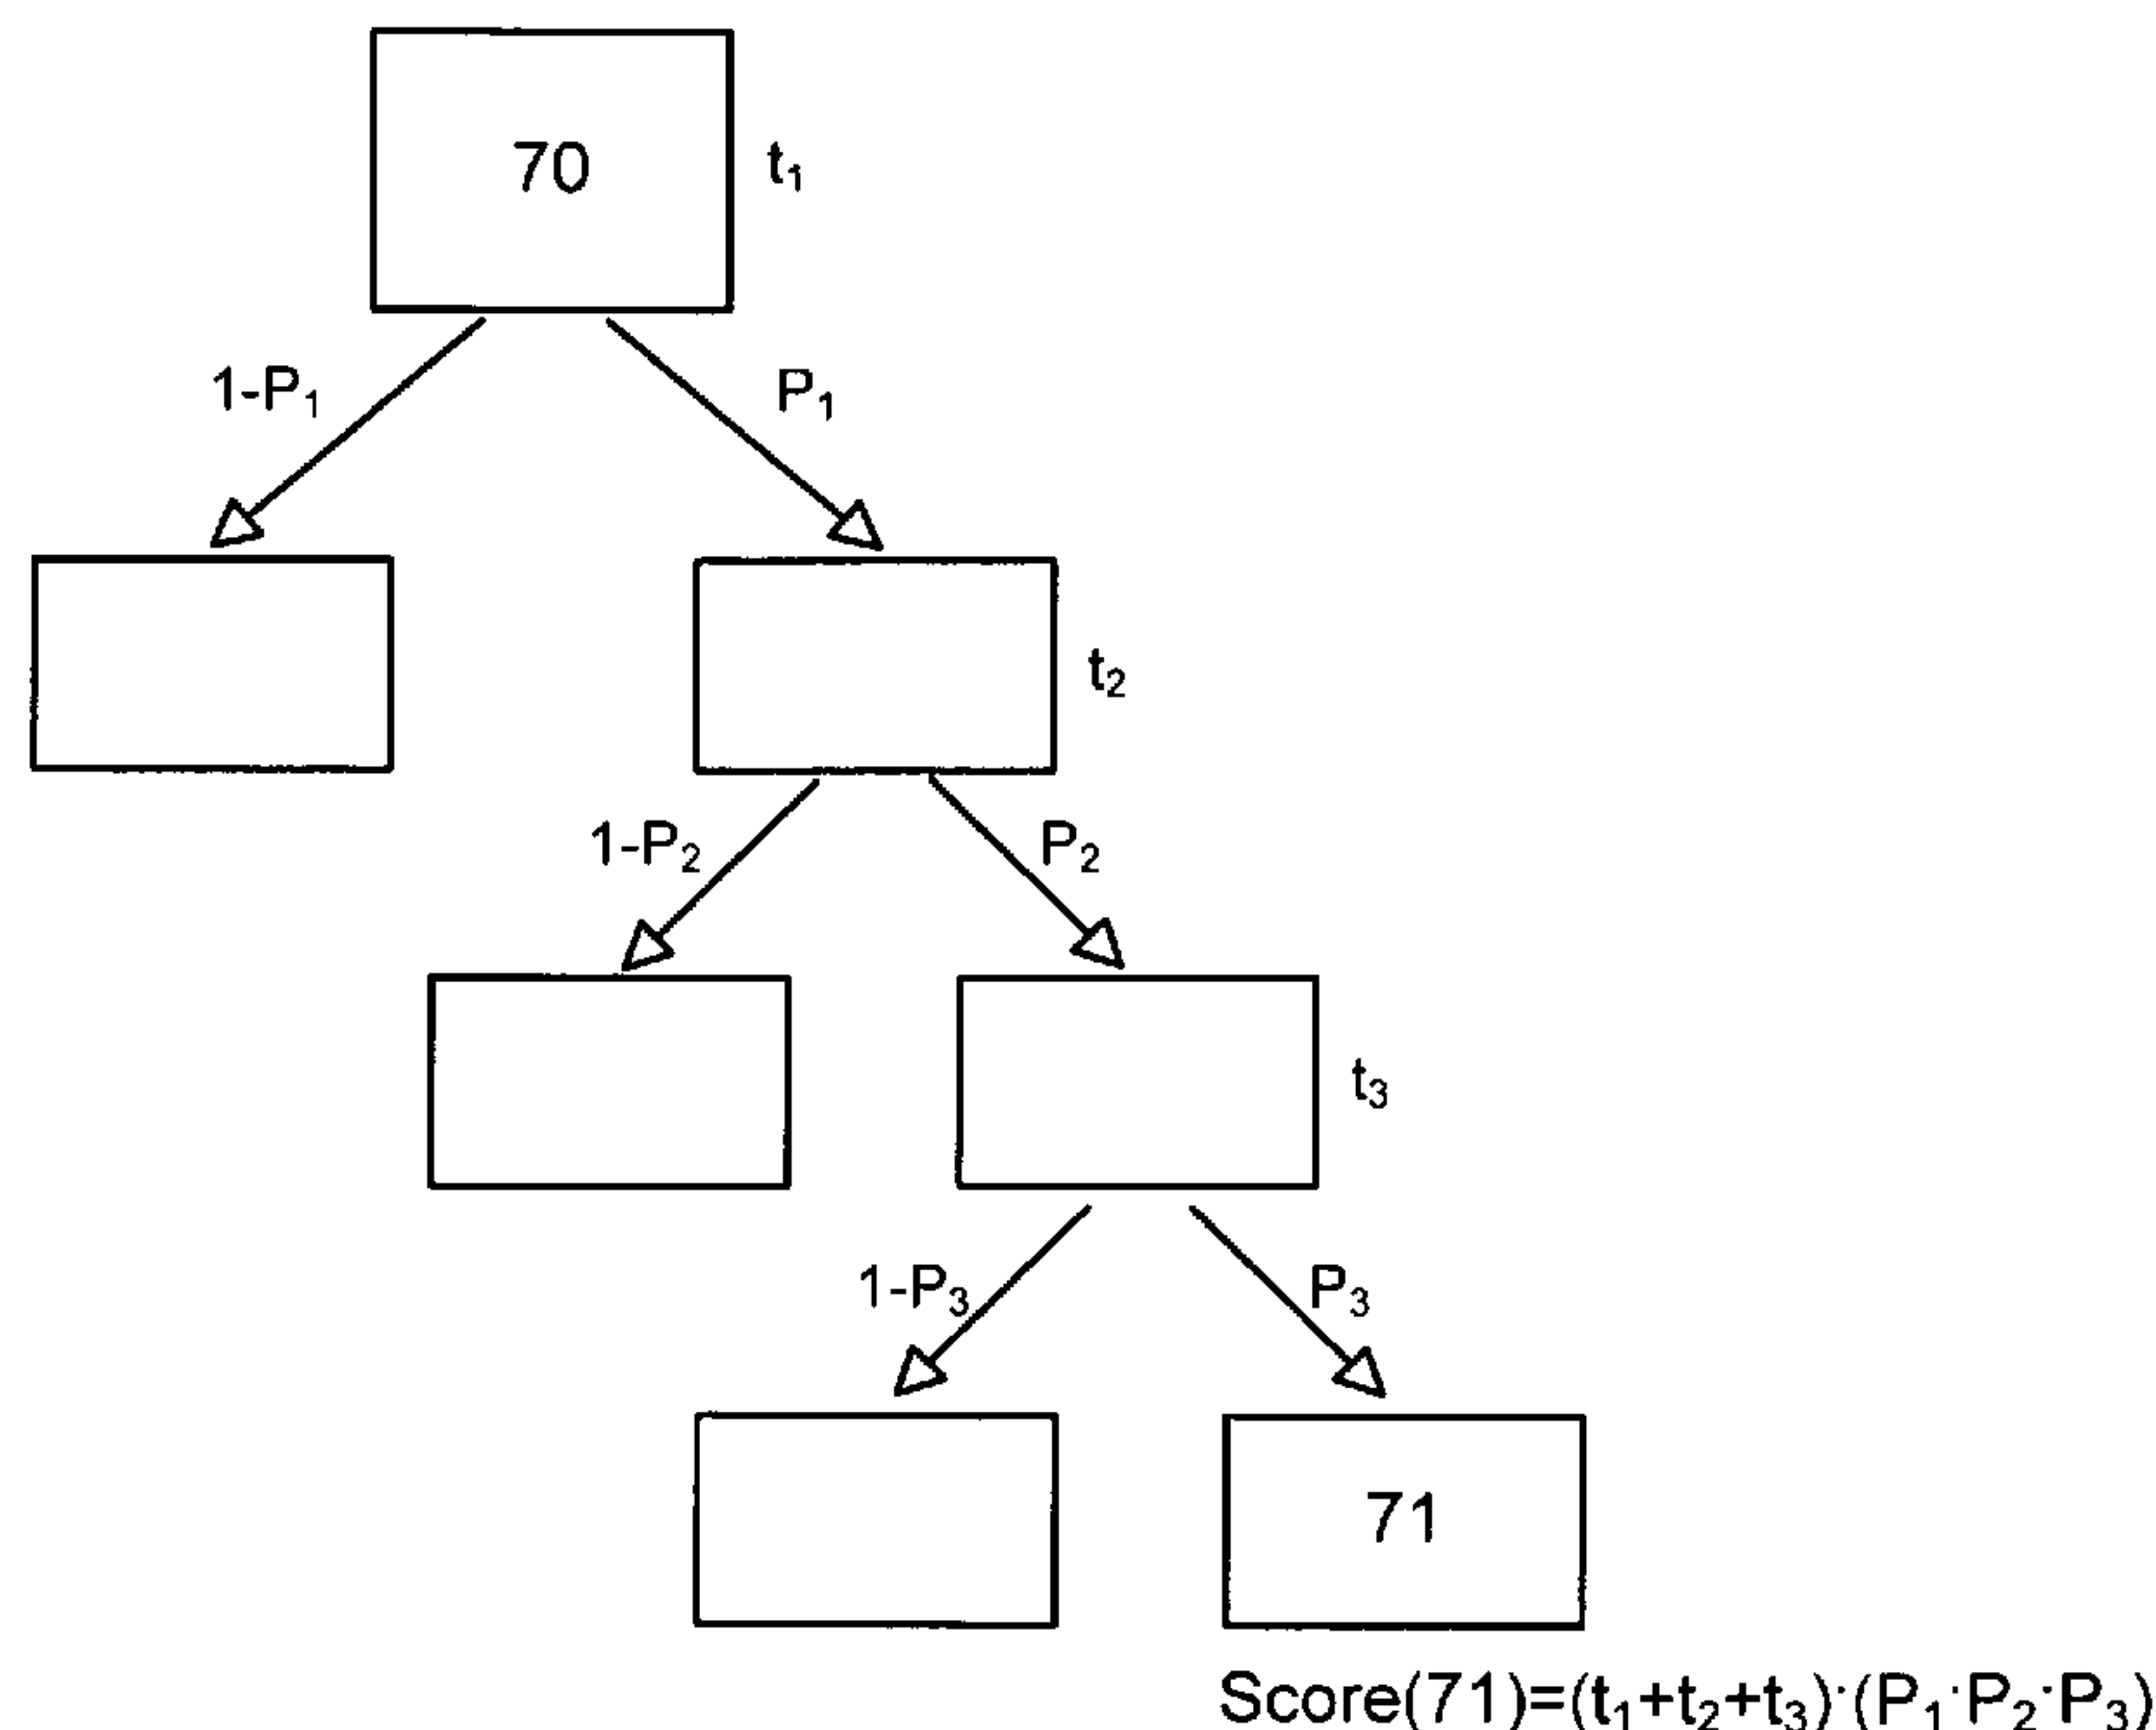 70
t₁
1-P₁
P₁
t₂
1-P₂
P₂
t₃
1-P₃
P₃
71
Score(71)=(t₁+t₂+t₃)·(P₁·P₂·P₃)